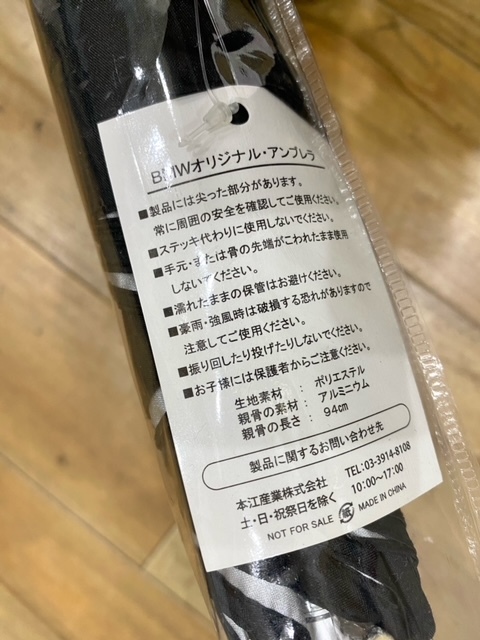 BMWオリジナル・アンブレラ
■製品には尖った部分があります。
常に周囲の安全を確認してご使用ください。
■ステッキ代わりに使用しないでください。
■手元・または骨の先端がこわれたまま使用
しないでください。
■濡れたままの保管はお避けください。
■豪雨・強風時は破損する恐れがありますので
注意してご使用ください。
■振り回したり投げたりしないでください。
■お子様には保護者からご注意ください。
生地素材 : ポリエステル
親骨の素材 : アルミニウム
親骨の長さ : 94cm
製品に関するお問い合わせ先
本江産業株式会社 TEL:03-3914-8108
土・日・祝祭日を除く 10:00~17:00
NOT FOR SALE 紙 MADE IN CHINA